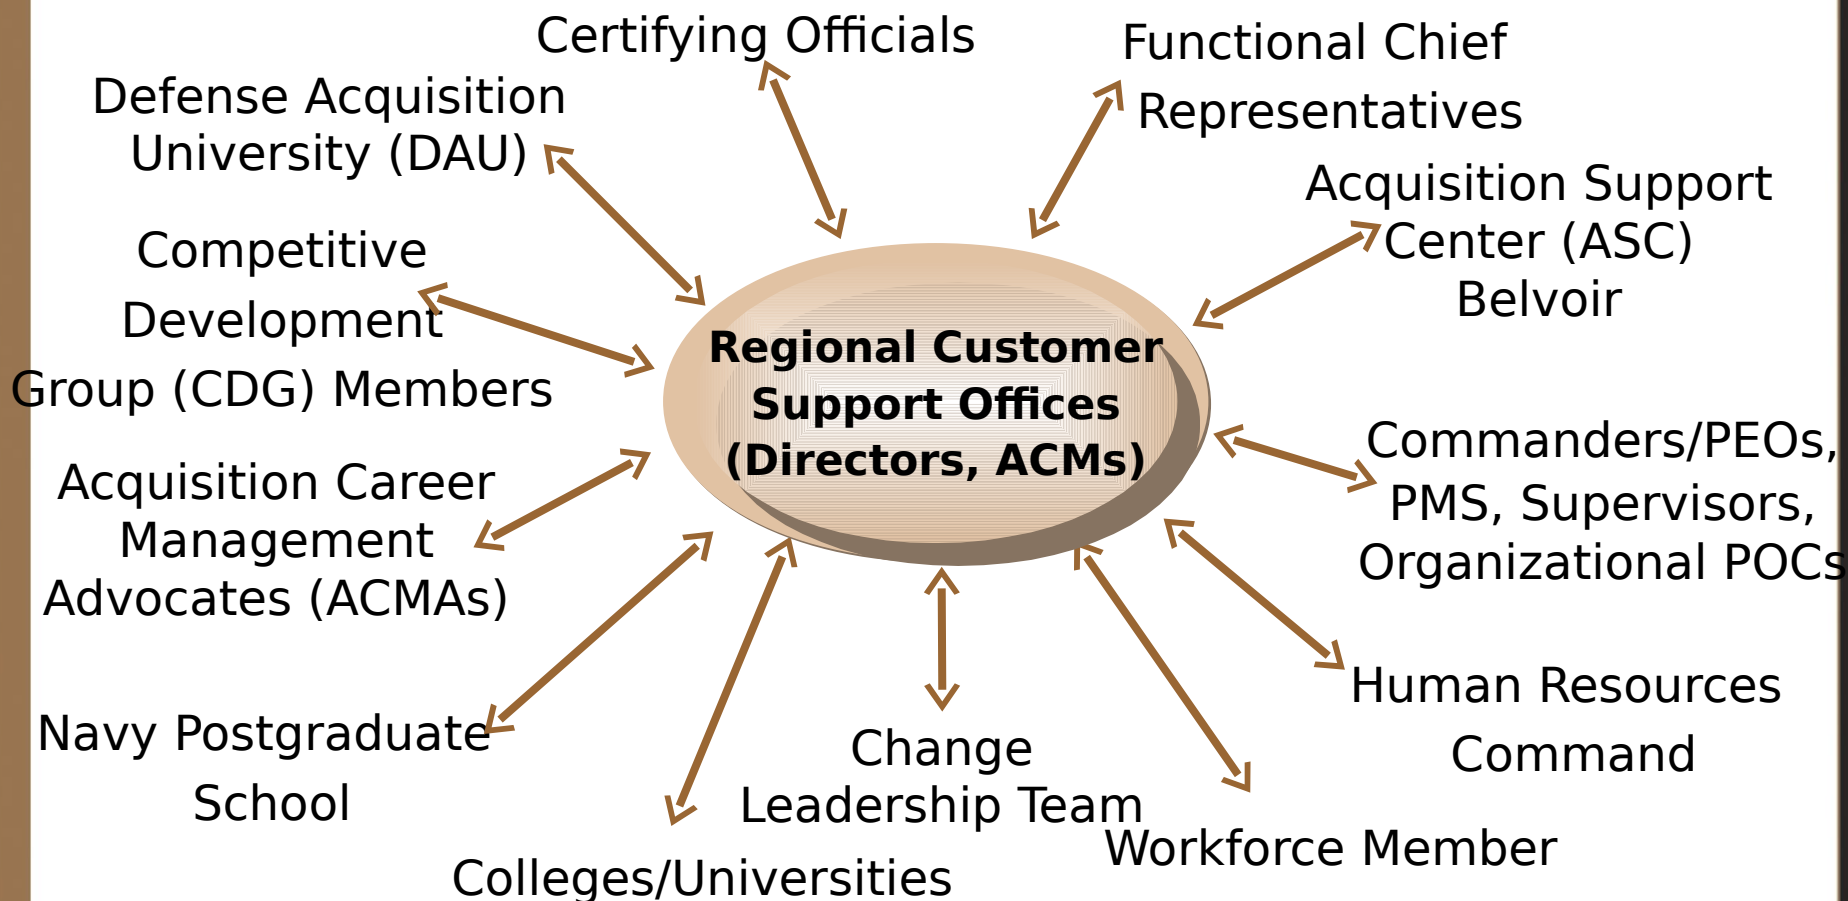 Certifying Officials
Functional Chief
Representatives
Defense Acquisition
University (DAU)
Acquisition Support
Center (ASC)
Belvoir
Competitive
Development
Group (CDG) Members
Regional Customer
Support Offices
(Directors, ACMs)
Commanders/PEOs,
PMS, Supervisors,
Organizational POCs
Acquisition Career
Management
Advocates (ACMAs)
Human Resources
Command
Navy Postgraduate
School
Change
Leadership Team
Workforce Member
Colleges/Universities